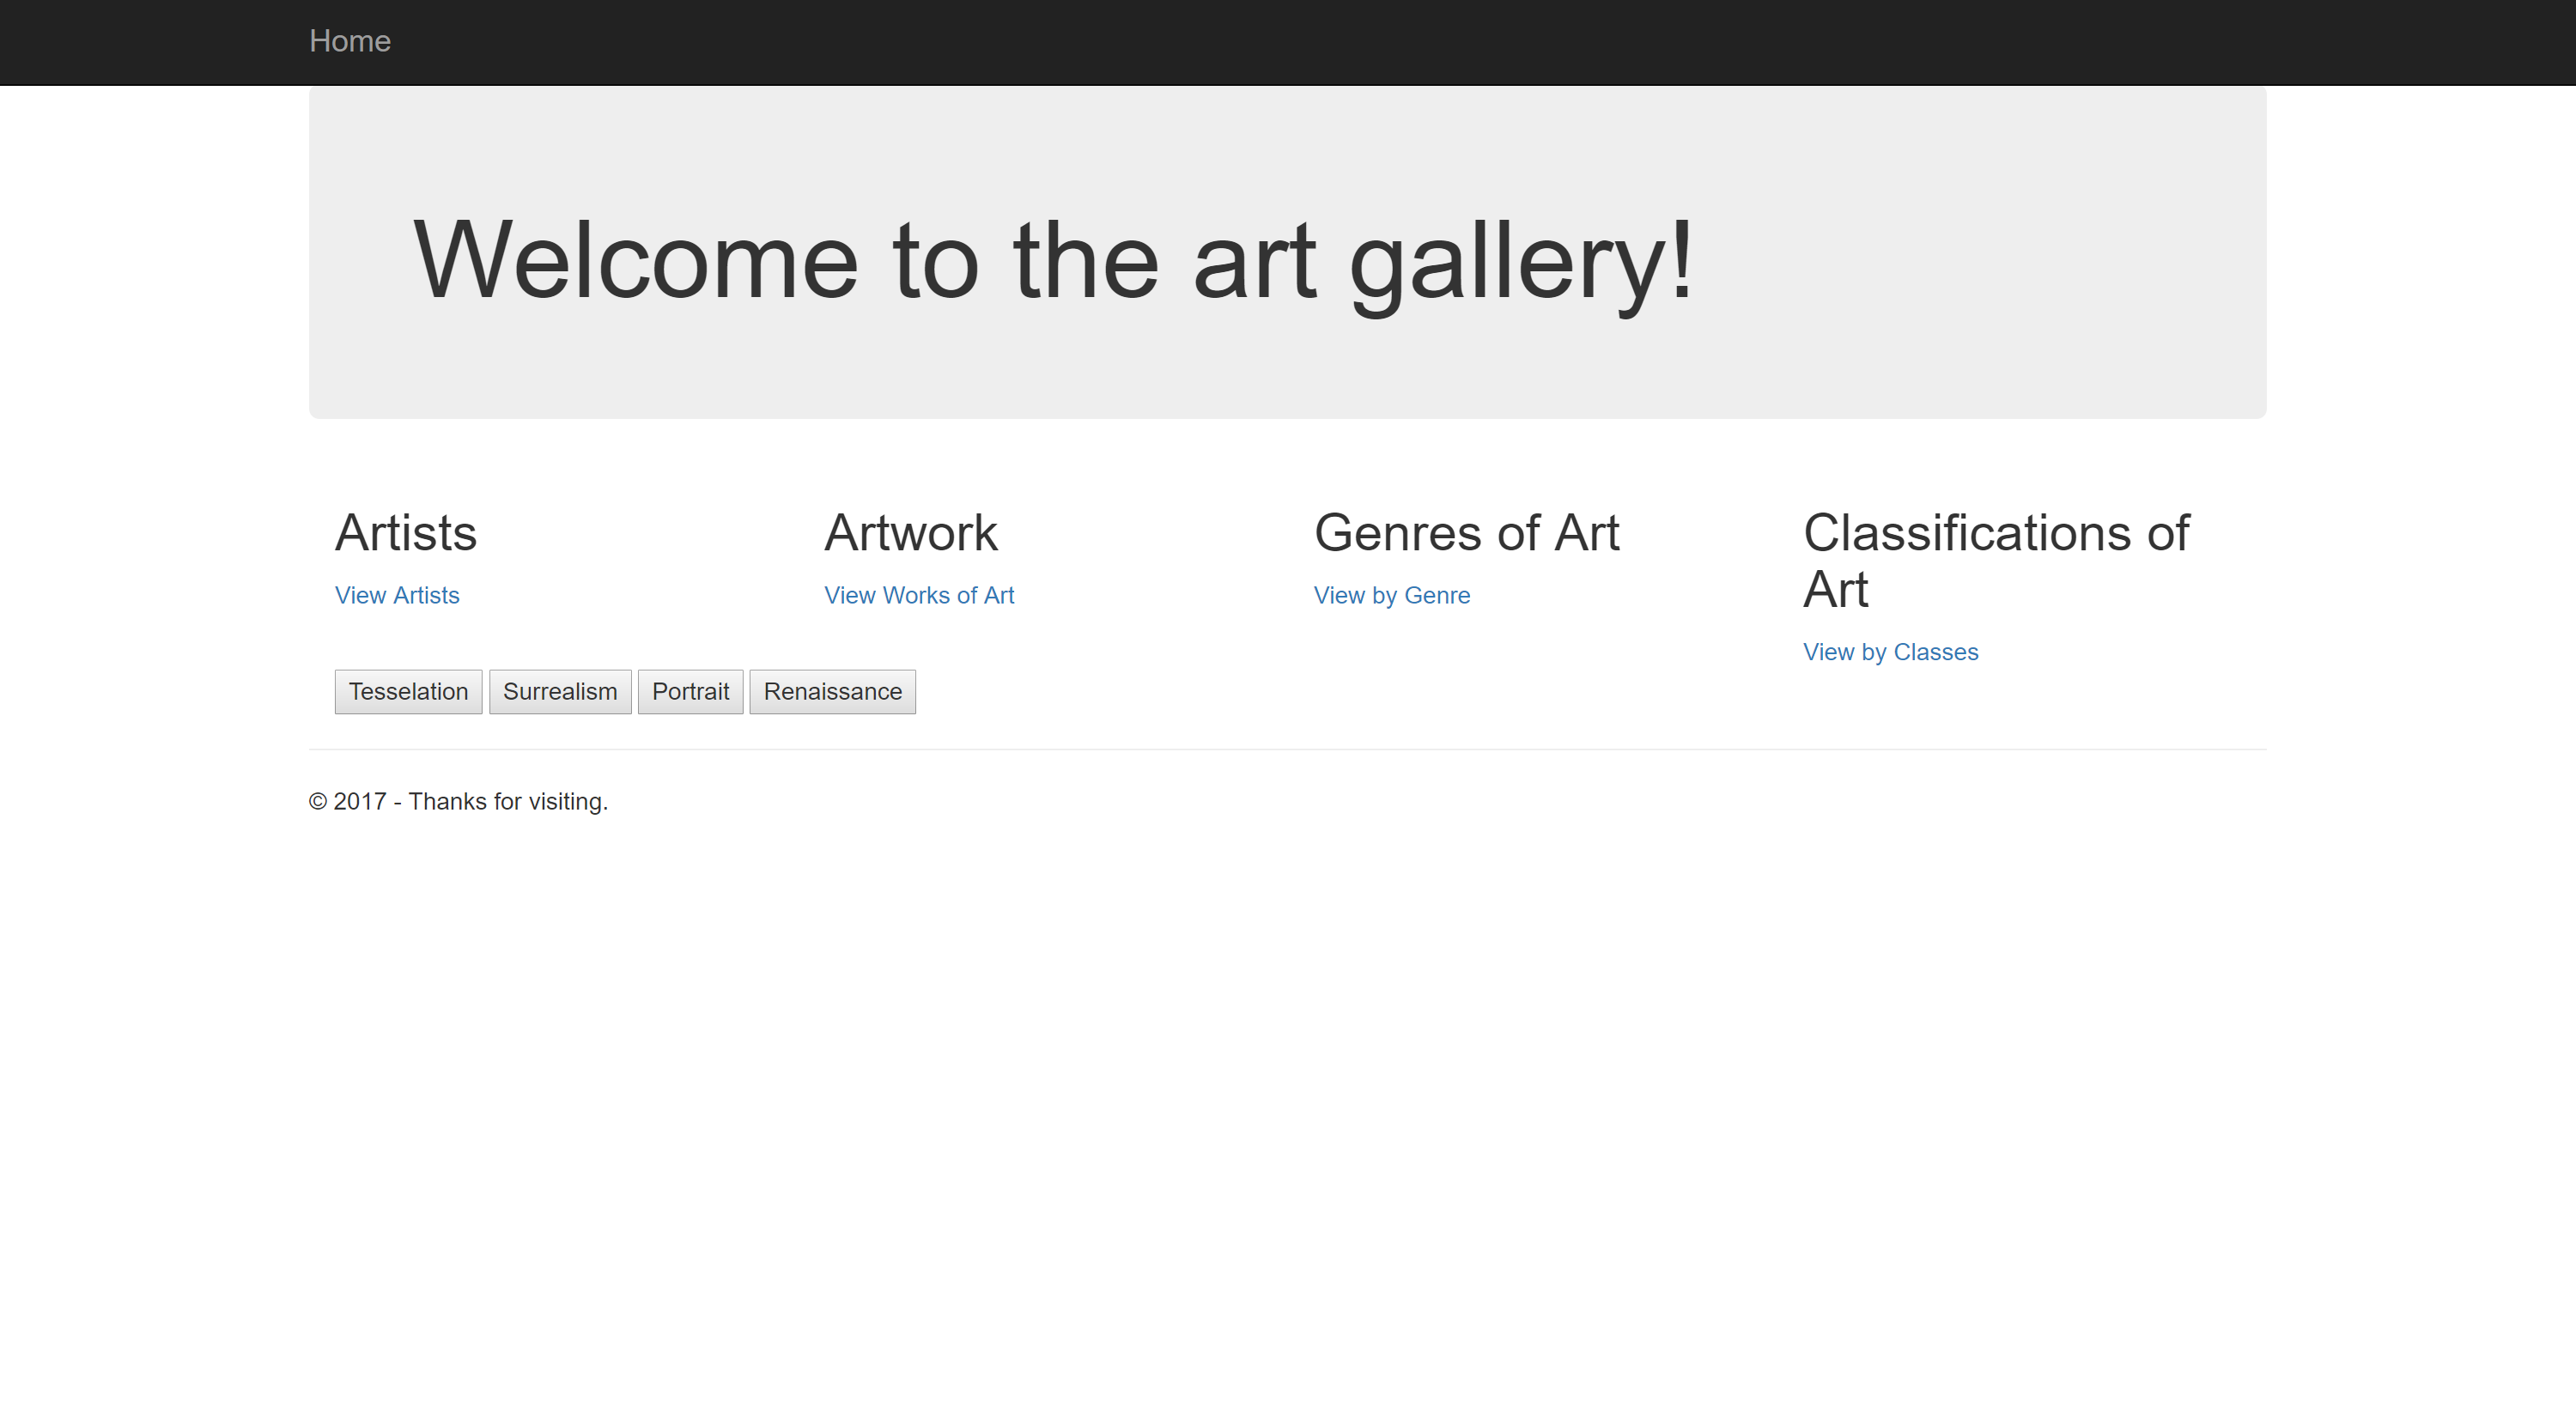 Home
Welcome to the art gallery!
Artists
View Artists
Artwork
View Works of Art
Genres of Art
View by Genre
Classifications of
Art
View by Classes
Tesselation Surrealism Portrait Renaissance
© 2017 - Thanks for visiting.